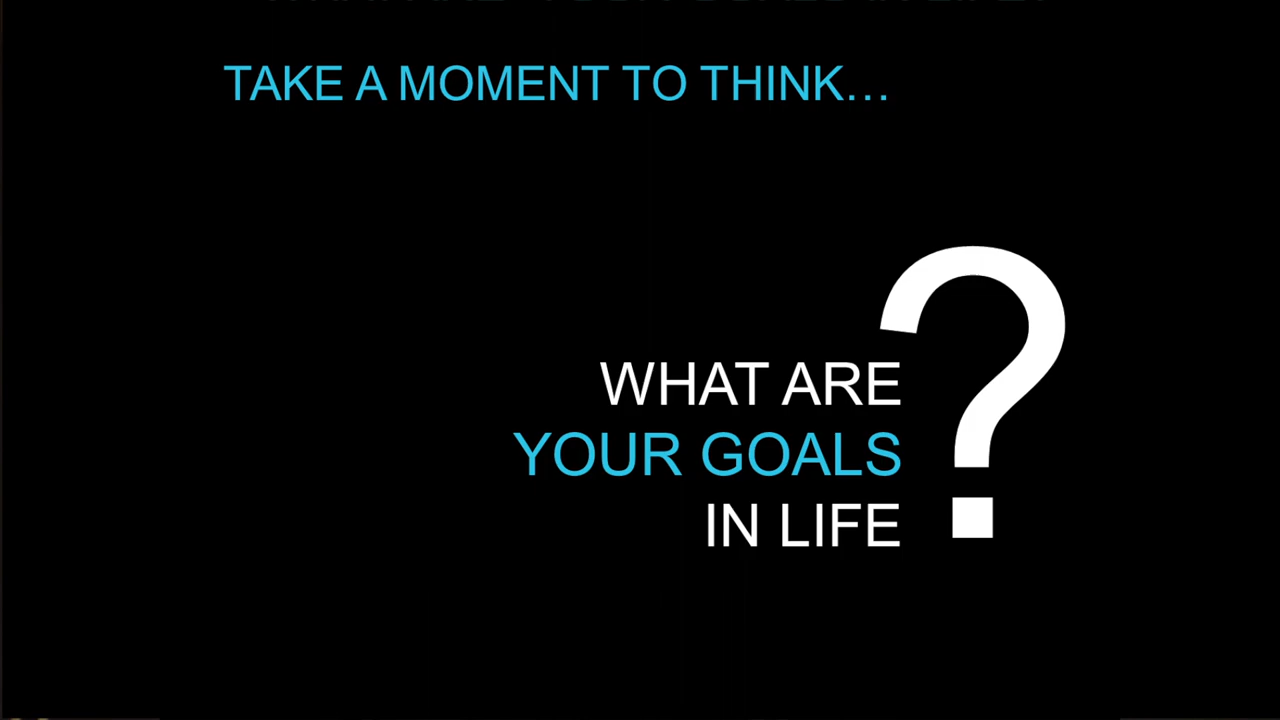 TAKE A MOMENT TO THINK...
WHAT ARE
YOUR GOALS
IN LIFE
?